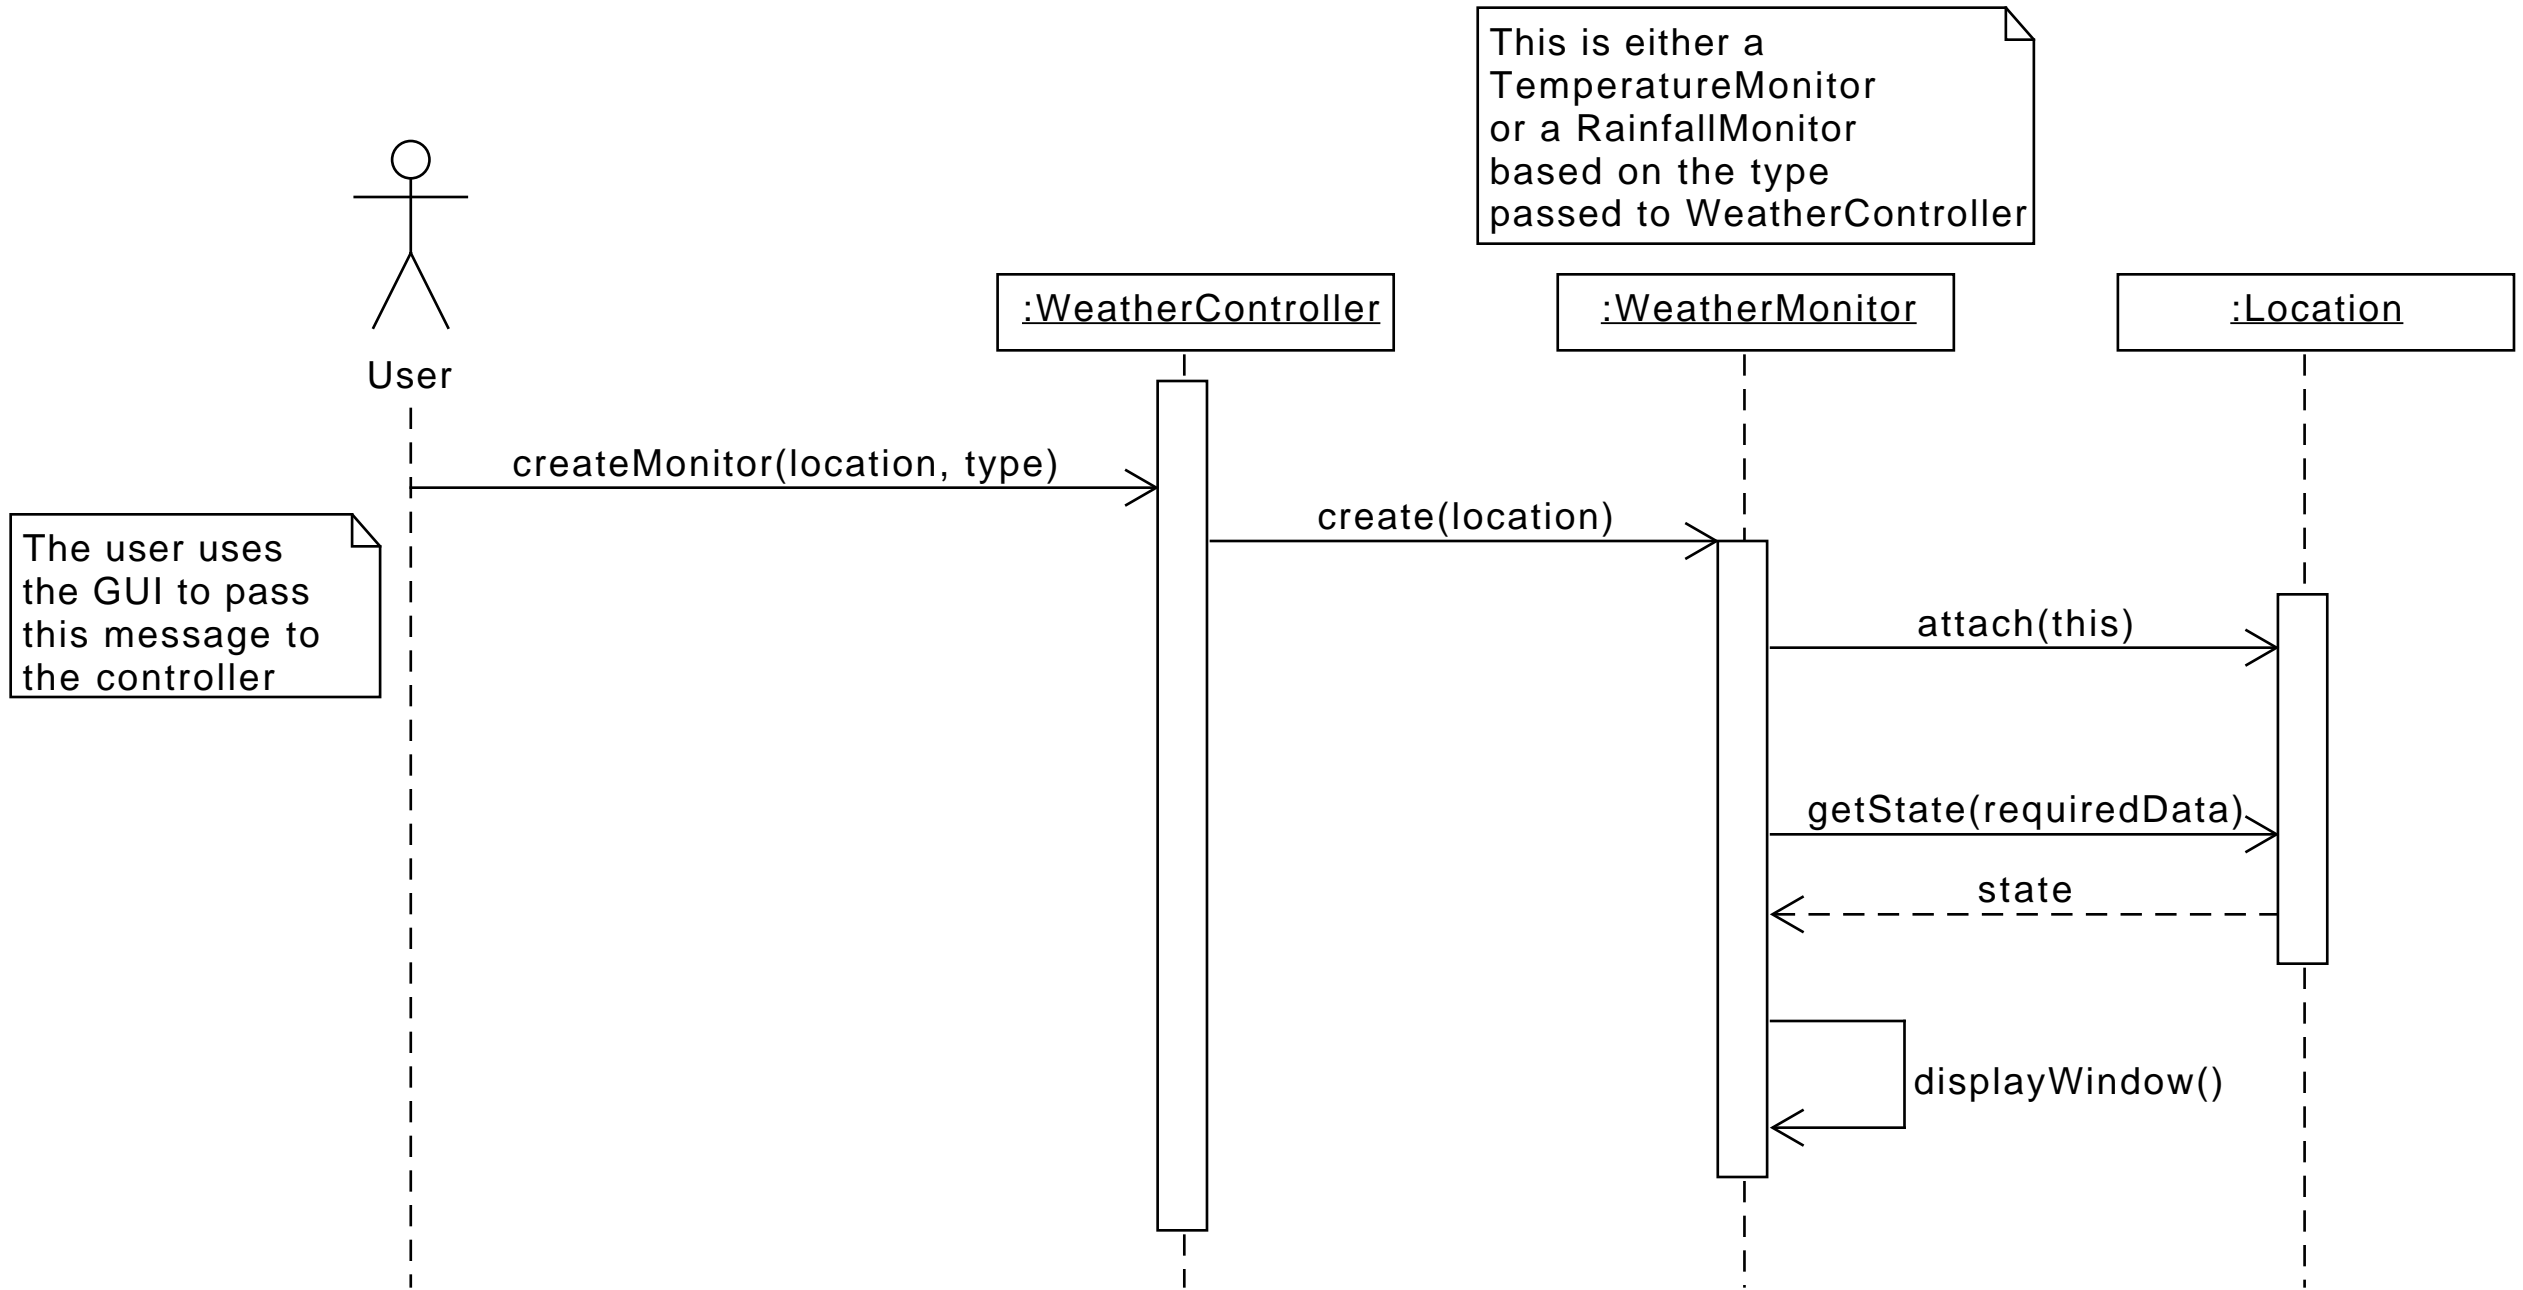 This is either a
TemperatureMonitor
or a RainfallMonitor
based on the type
passed to WeatherController
:WeatherController
:WeatherMonitor
:Location
User
createMonitor(location, type)
create(location)
The user uses
the GUI to pass
this message to
the controller
attach(this)
getState(requiredData)
state
displayWindow()